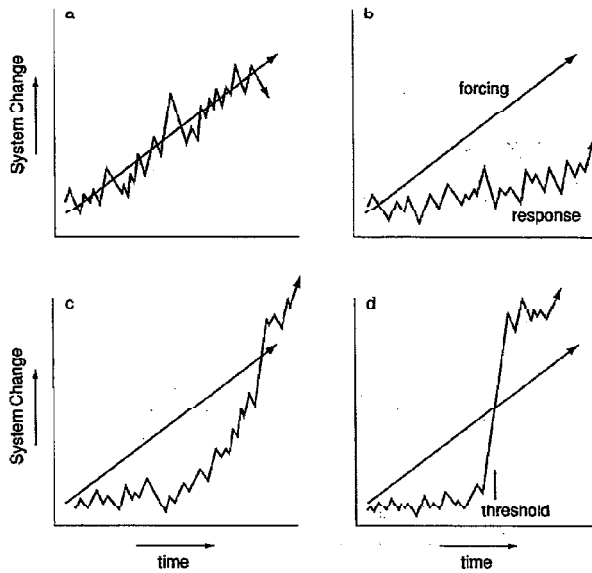 a
b
System Change
forcing
response
c
d
System Change
threshold
time
time